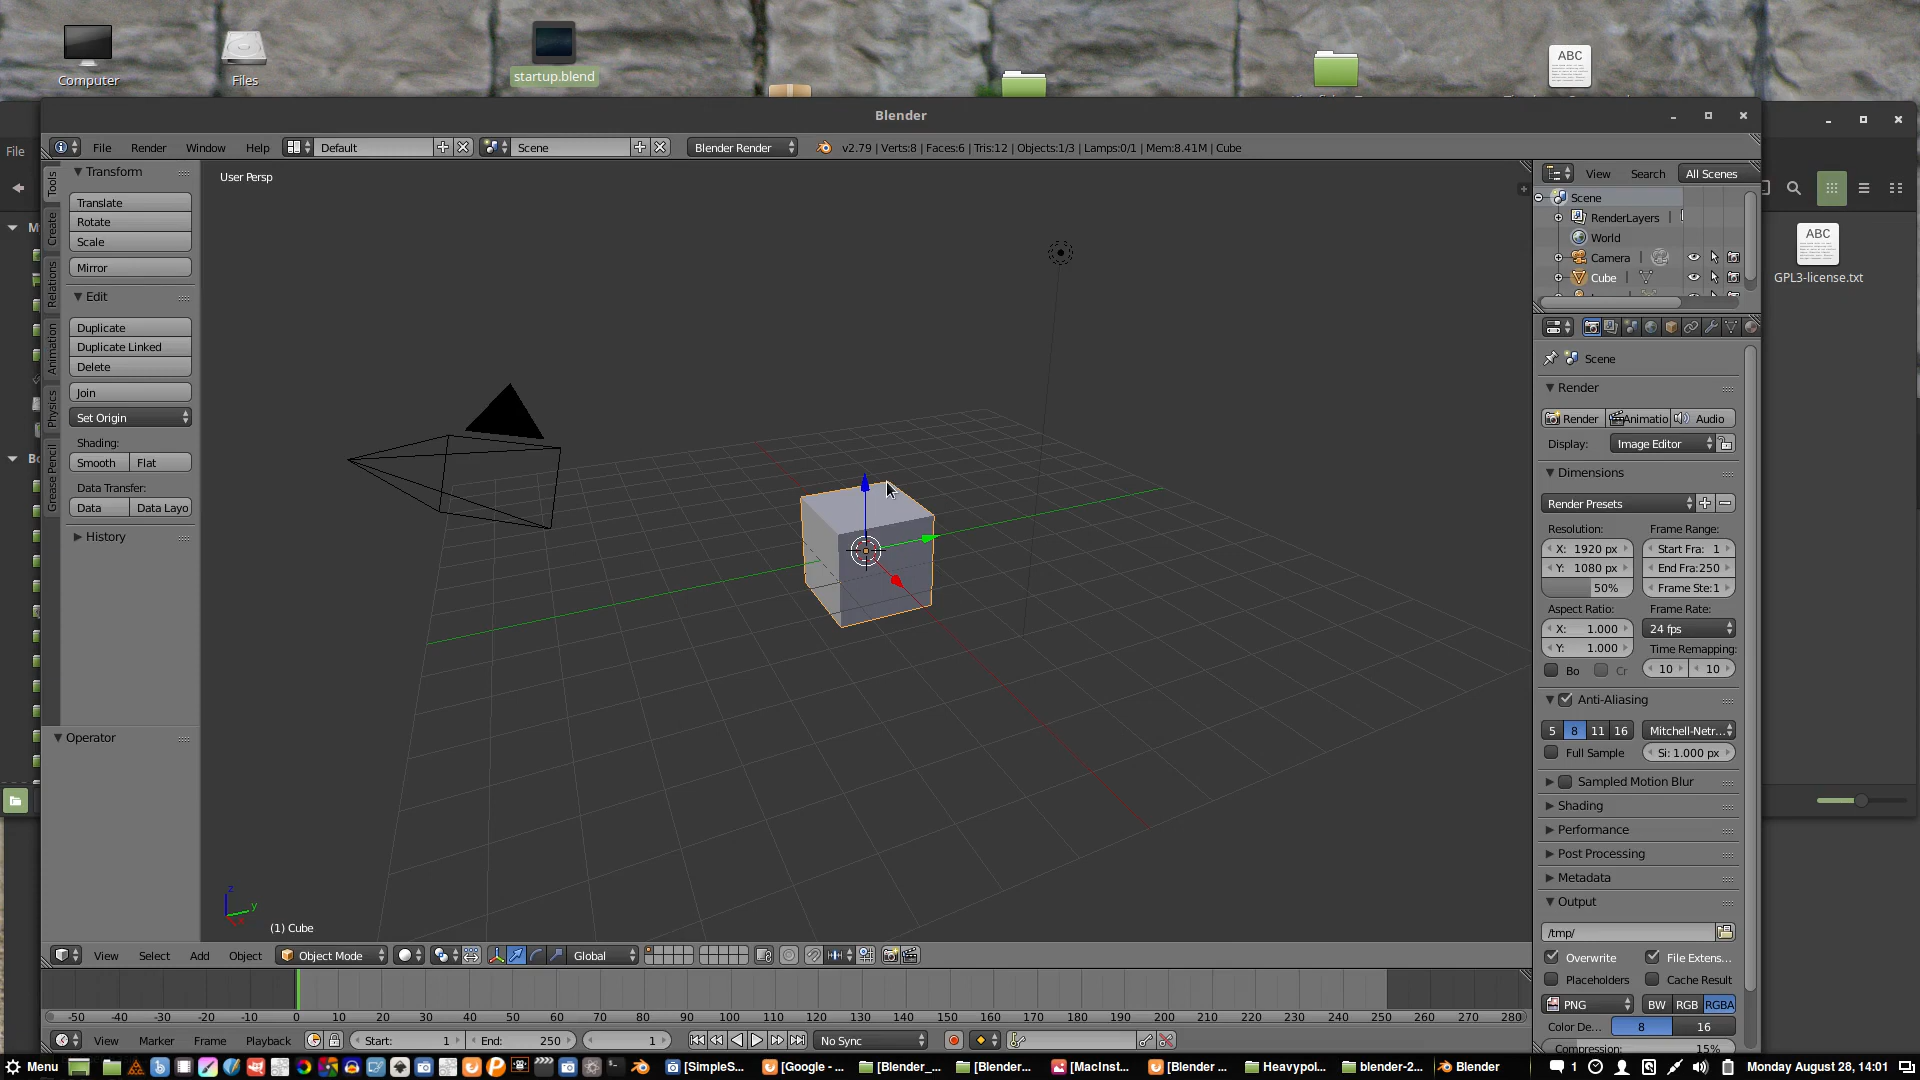 Computer
Files
startup.blend
ABC
Blender
File
File
Render
Window
Help
Default
Scene
Blender Render
v2.79 | Verts:8 | Faces:6 | Tris:12 | Objects:1/3 | Lamps:0/1 | Mem:8.41M | Cube
Tools
Create
Relations
Animation
Physics
Grease Pencil
Transform
Translate
Rotate
Scale
Mirror
Edit
Duplicate
Duplicate Linked
Delete
Join
Set Origin
Shading:
Smooth
Flat
Data Transfer:
Data
Data Layo
History
Operator
User Persp
z
y
(1) Cube
View
Search
All Scenes
Scene
RenderLayers
World
Camera
Cube
Scene
Render
Render
Animatio
Audio
Display:
Image Editor
Dimensions
Render Presets
Resolution:
Frame Range:
X: 1920 px
Start Fra: 1
Y: 1080 px
End Fra:250
50%
Frame Ste:1
Aspect Ratio:
Frame Rate:
X: 1.000
24 fps
Y: 1.000
Time Remapping:
Bo
Cr
10
10
Anti-Aliasing
5
8
11
16
Mitchell-Netr...
Full Sample
Si: 1.000 px
Sampled Motion Blur
Shading
Performance
Post Processing
Metadata
Output
/tmp/
Overwrite
File Extens...
Placeholders
Cache Result
PNG
BW
RGB
RGBA
Color De...
8
16
Compression:
15%
ABC
GPL3-license.txt
View
Select
Add
Object
Object Mode
Global
-50 -40 -30 -20 -10 0 10 20 30 40 50 60 70 80 90 100 110 120 130 140 150 160 170 180 190 200 210 220 230 240 250 260 270 280
View
Marker
Frame
Playback
Start: 1
End: 250
1
No Sync
Menu
[SimpleS...
[Google - ...
[Blender_...
[Blender...
[MacInst...
[Blender ...
Heavypol...
blender-2...
Blender
1
Monday August 28, 14:01